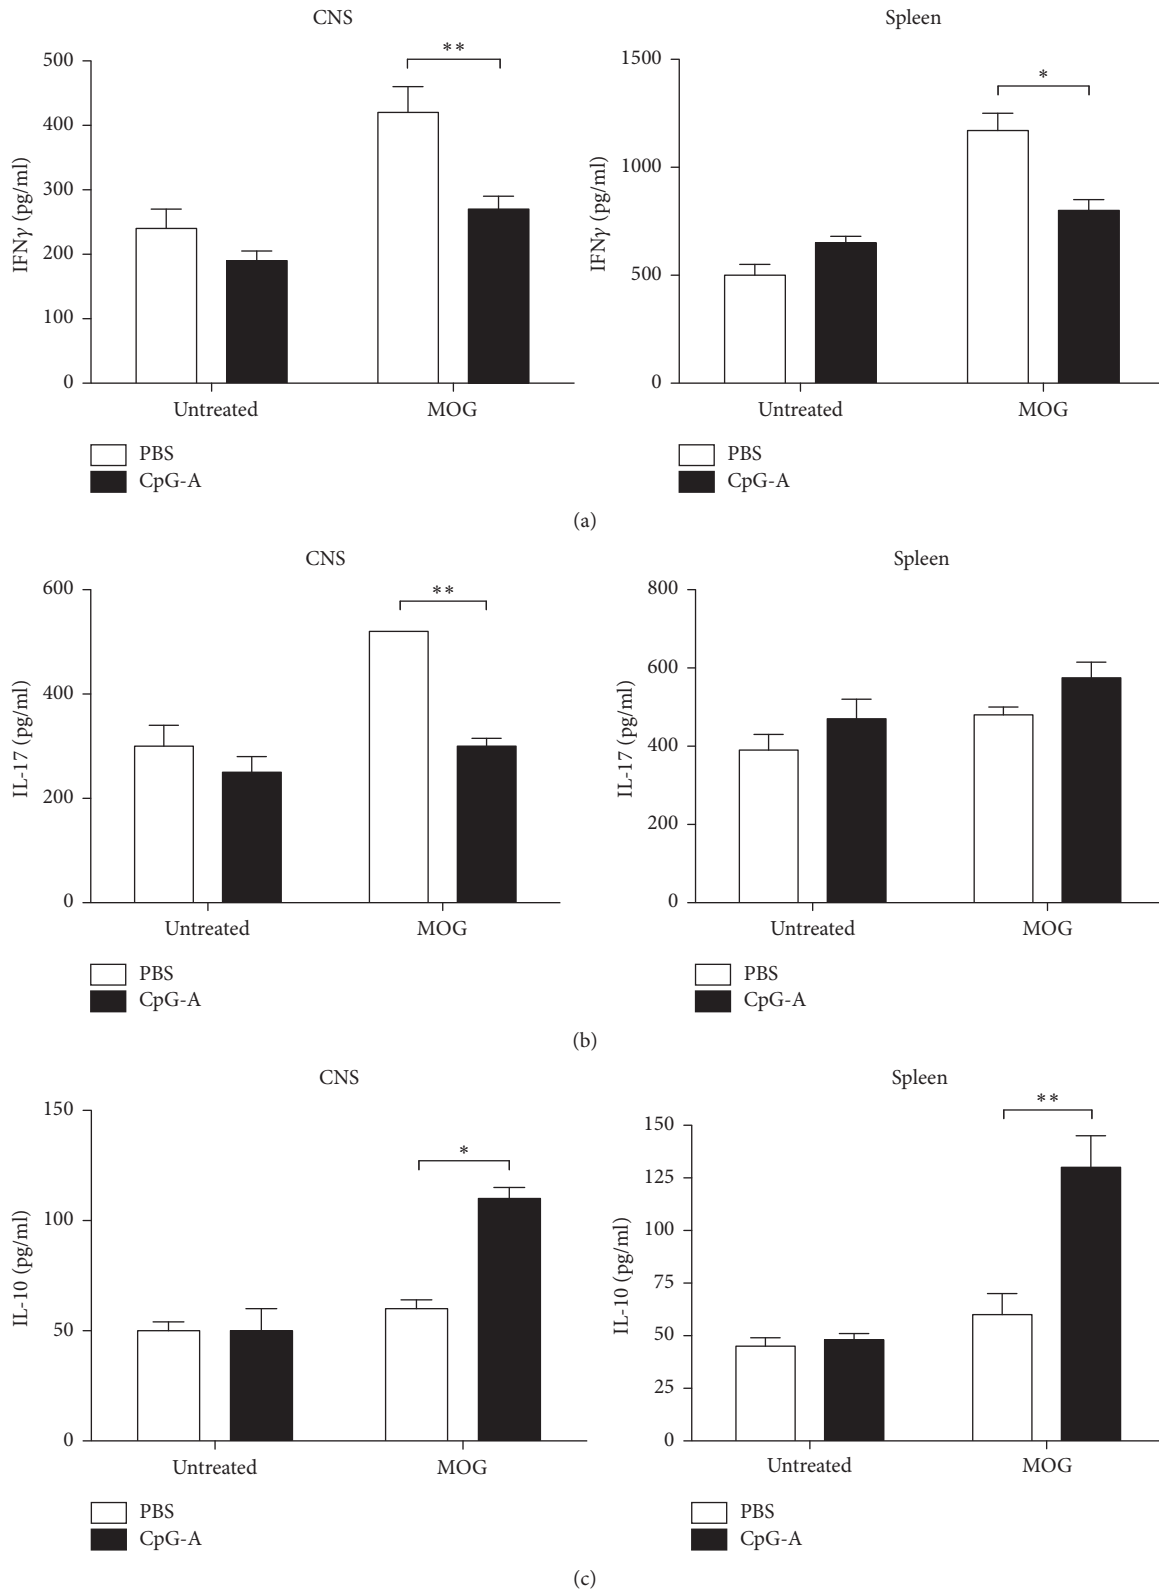 CNS
500
400
300
200
100
0
IFNγ (pg/ml)
**
Untreated
MOG
PBS
CpG-A
Spleen
1500
1000
500
0
IFNγ (pg/ml)
*
Untreated
MOG
PBS
CpG-A
(a)
CNS
600
400
200
0
IL-17 (pg/ml)
**
Untreated
MOG
PBS
CpG-A
Spleen
800
600
400
200
0
IL-17 (pg/ml)
Untreated
MOG
PBS
CpG-A
(b)
CNS
150
100
50
0
IL-10 (pg/ml)
*
Untreated
MOG
PBS
CpG-A
Spleen
150
125
75
50
25
0
IL-10 (pg/ml)
**
Untreated
MOG
PBS
CpG-A
(c)